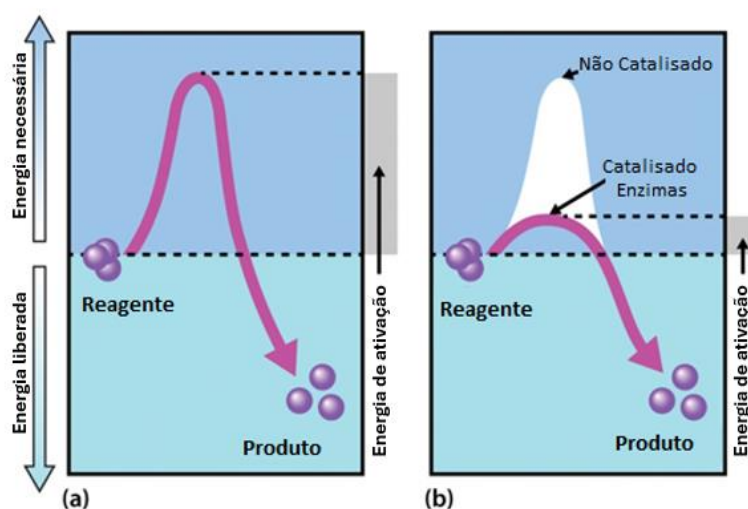 Energia necessária
Energia liberada
Reagente
Produto
Energia de ativação
(a)
Não Catalisado
Catalisado
Enzimas
Reagente
Produto
Energia de ativação
(b)